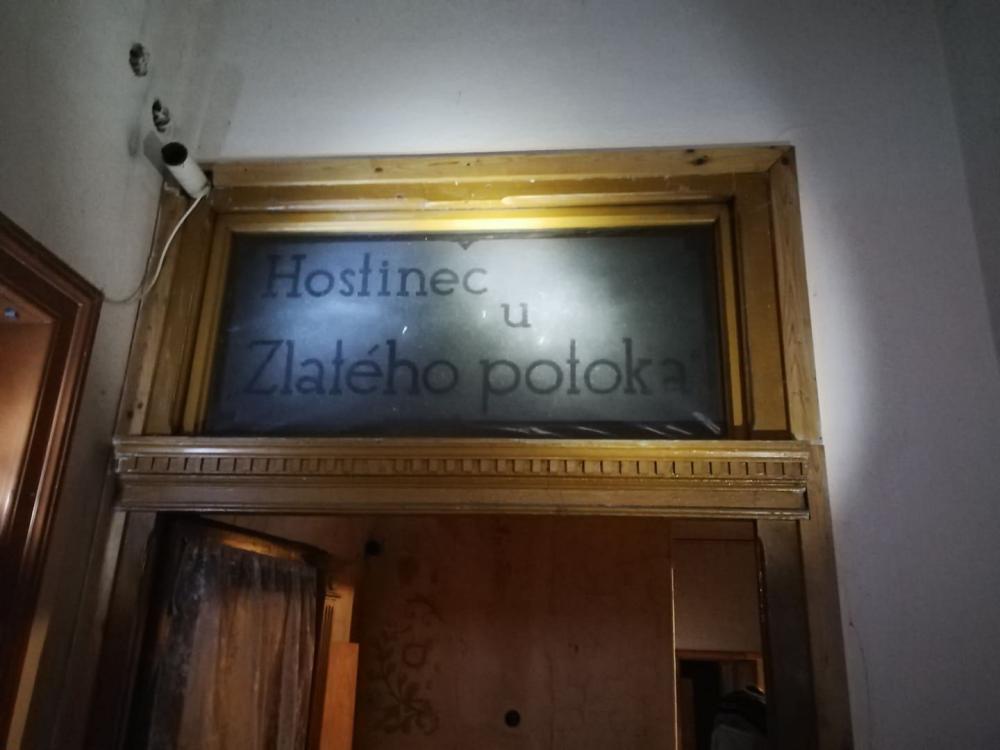 Hostinec
u
Zlatého potoka